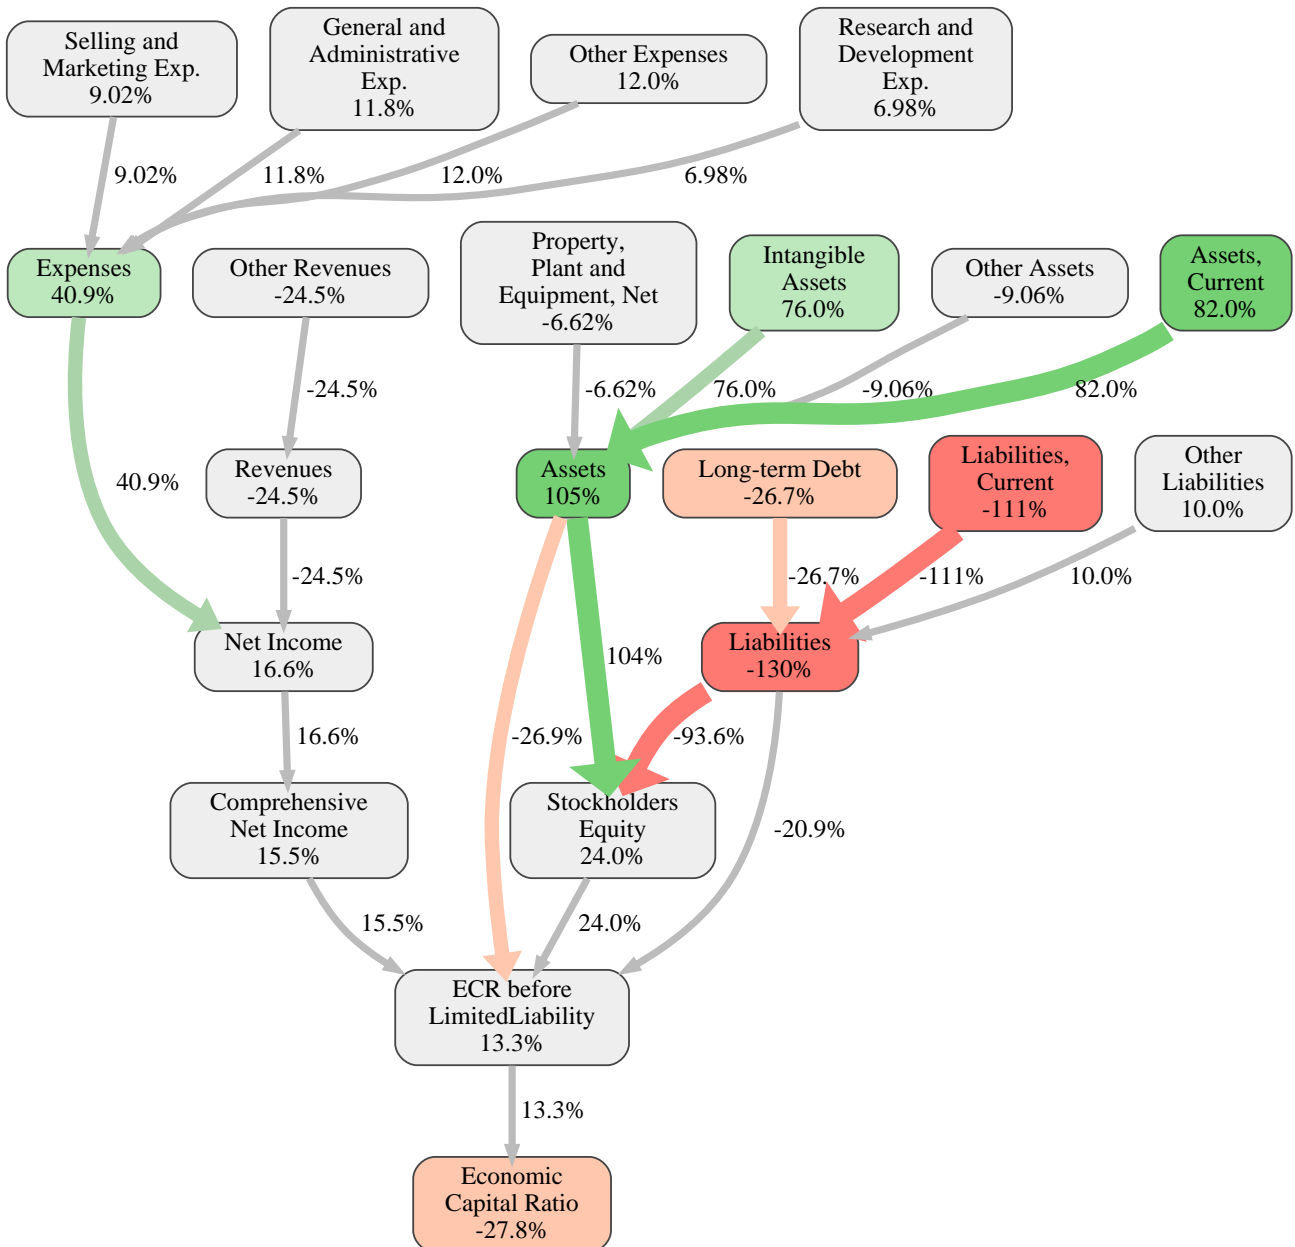 Selling and
Marketing Exp.
9.02%
General and
Administrative
Exp.
11.8%
Other Expenses
12.0%
Research and
Development
Exp.
6.98%
9.02%
11.8%
12.0%
6.98%
Expenses
40.9%
Other Revenues
-24.5%
Property,
Plant and
Equipment, Net
-6.62%
Intangible
Assets
76.0%
Other Assets
-9.06%
Assets,
Current
82.0%
-24.5%
-6.62%
76.0%
-9.06%
82.0%
40.9%
Revenues
-24.5%
Assets
105%
Long-term Debt
-26.7%
Liabilities,
Current
-111%
Other
Liabilities
10.0%
-24.5%
-26.7%
-111%
10.0%
Net Income
16.6%
104%
Liabilities
-130%
16.6%
-26.9%
-93.6%
Comprehensive
Net Income
15.5%
Stockholders
Equity
24.0%
-20.9%
15.5%
24.0%
ECR before
LimitedLiability
13.3%
13.3%
Economic
Capital Ratio
-27.8%